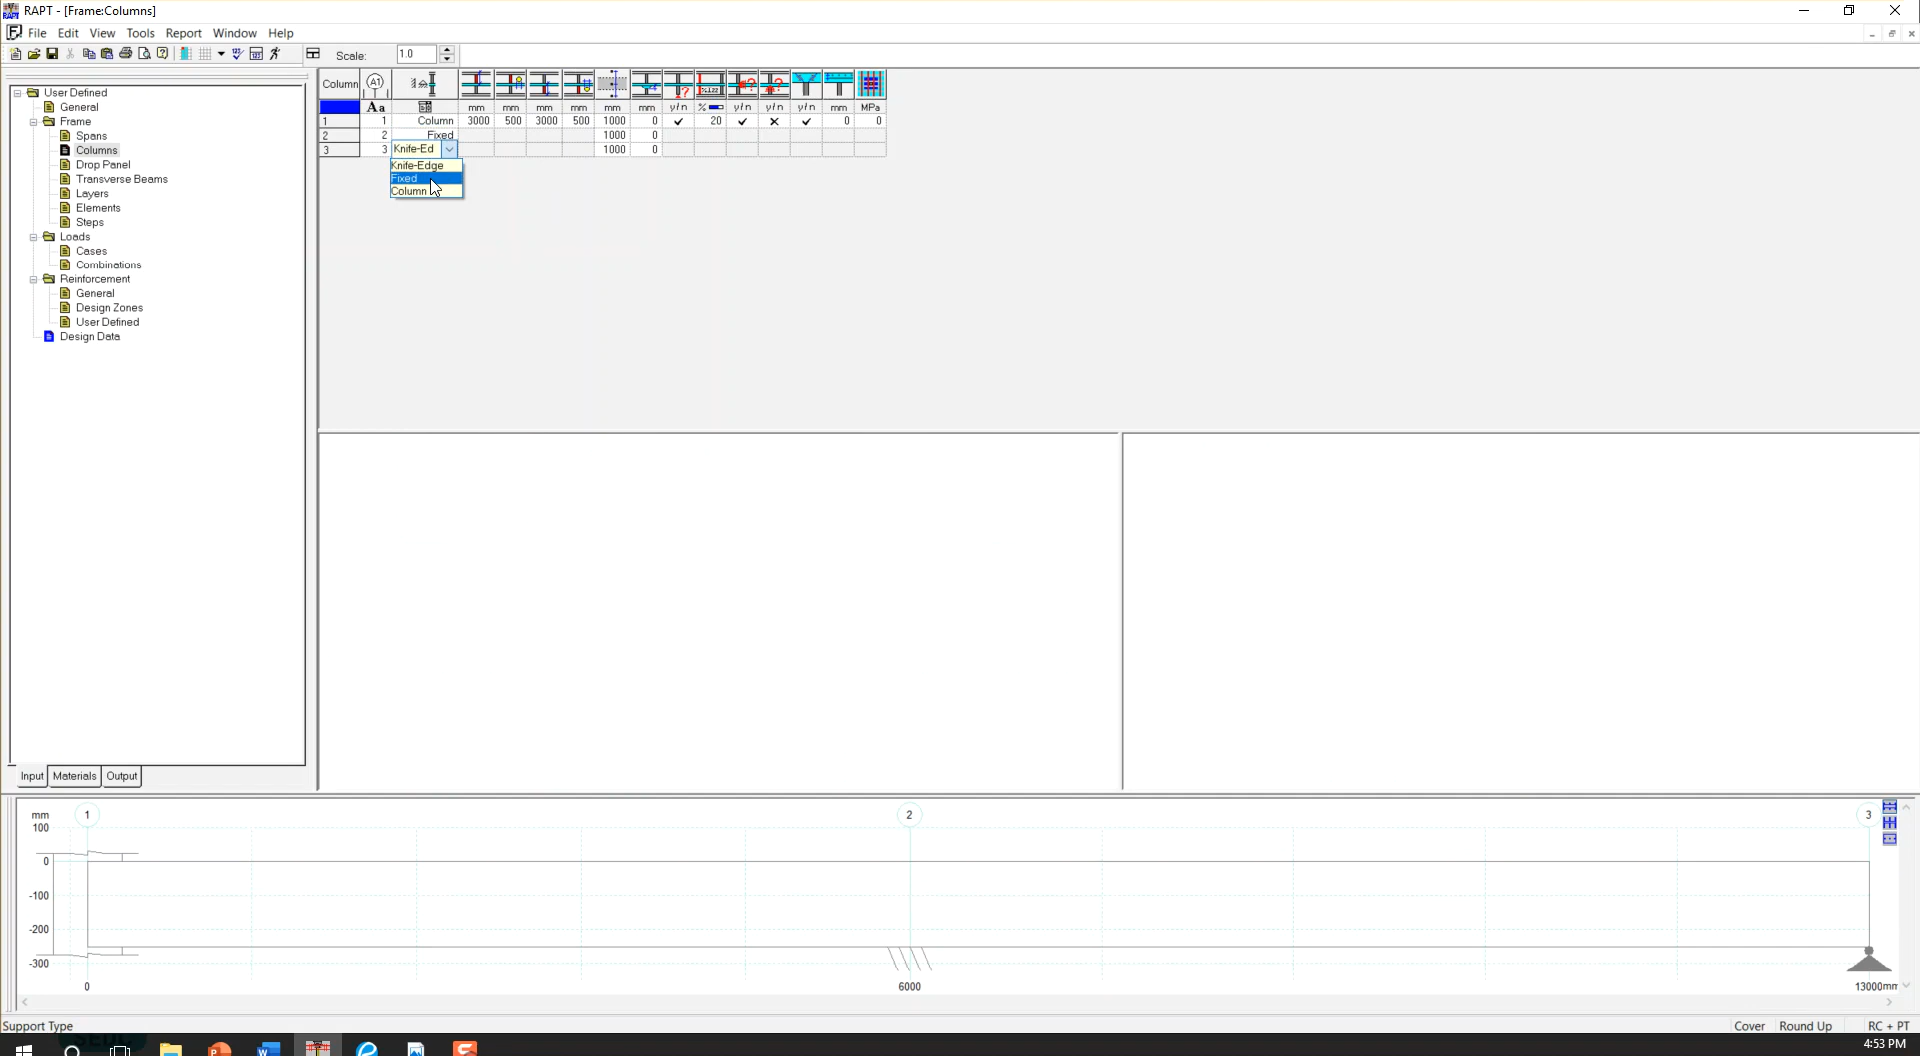 RAPT - [Frame:Columns]
File Edit View Tools Report Window Help
Scale: 1.0
User Defined
General
Frame
Spans
Columns
Drop Panel
Transverse Beams
Layers
Elements
Steps
Loads
Cases
Combinations
Reinforcement
General
Design Zones
User Defined
Design Data
Input Materials Output
Column A1
Aa mm mm mm mm mm mm y/n % y/n y/n y/n mm MPa
1 1 Column 3000 500 3000 500 1000 0 20 0 0
2 2 Fixed 1000 0
3 3 Knife-Ed 1000 0
Knife-Edge
Fixed
Column
mm 1 2 3
100
0
-100
-200
-300
0 6000 13000mm
Support Type Cover Round Up RC + PT
4:53 PM